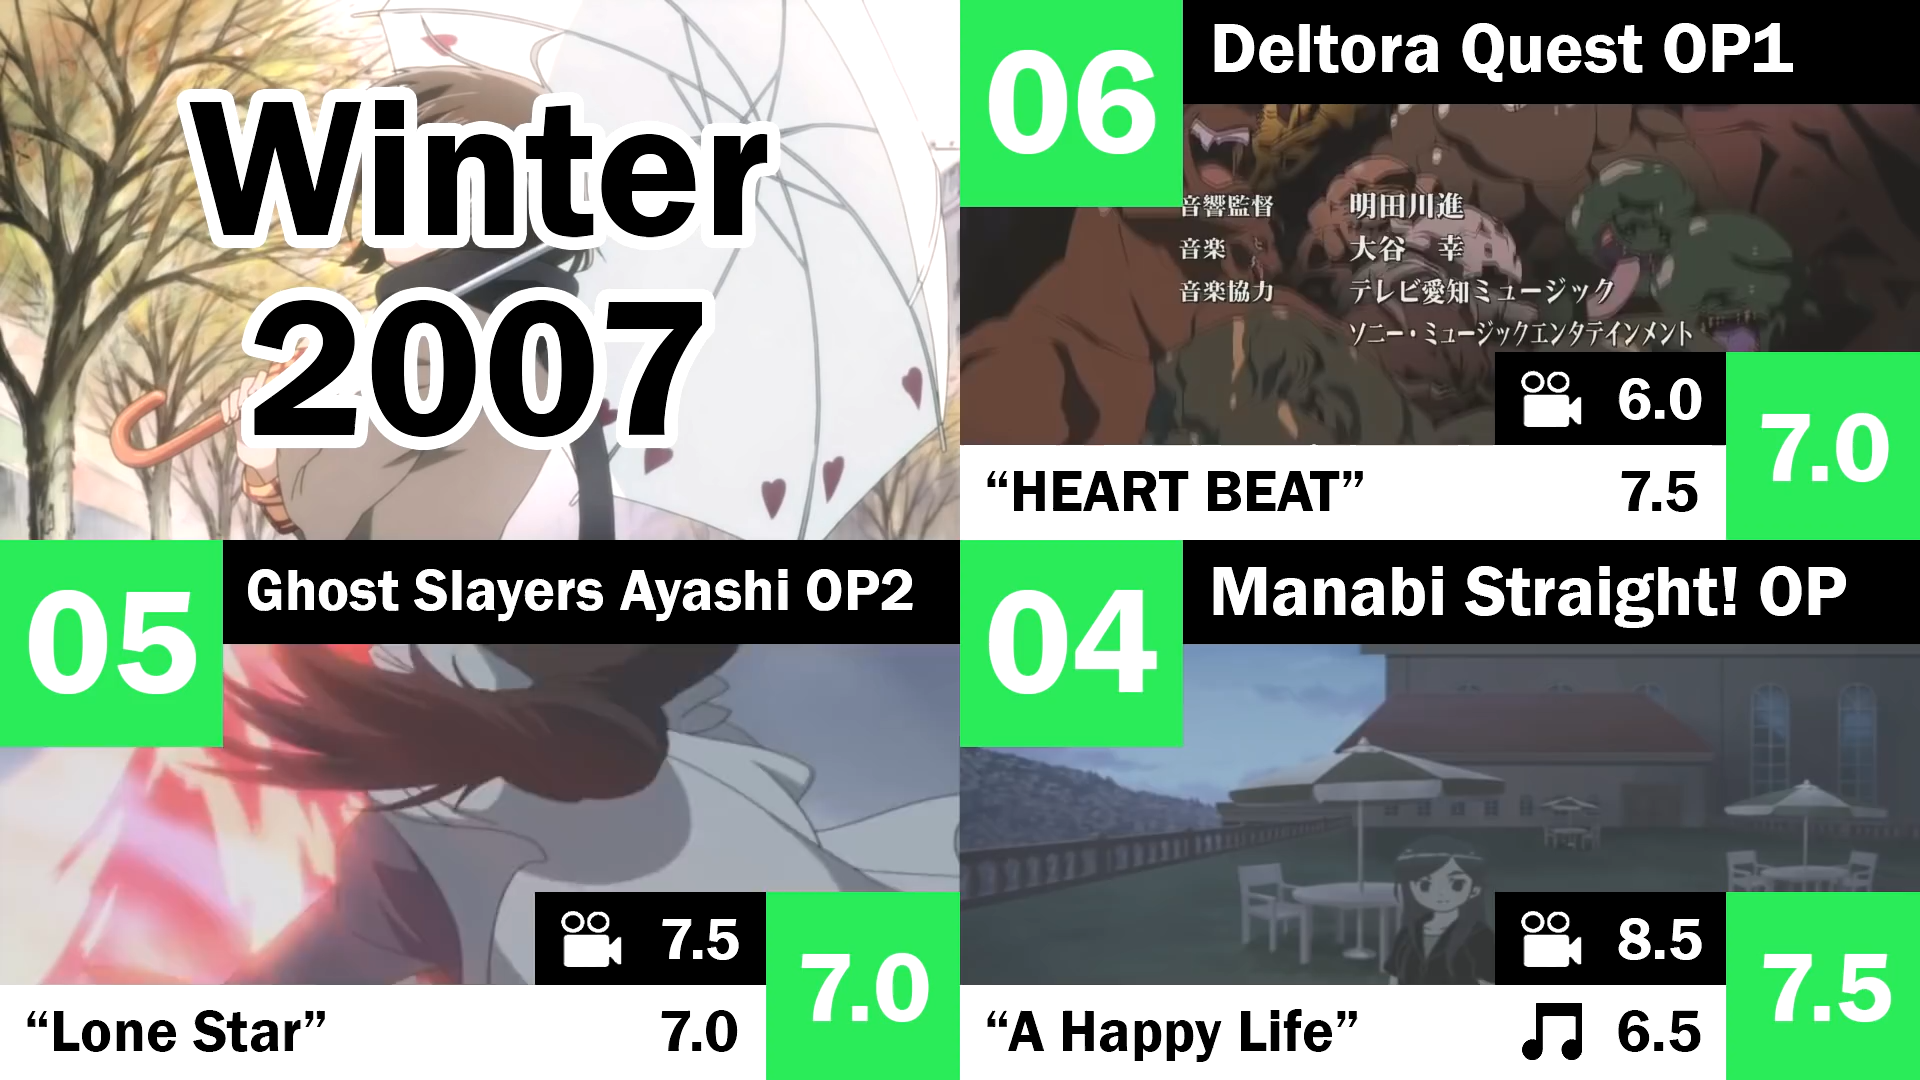 Winter
2007
06
Deltora Quest OP1
音響監督 明田川進
音楽 大谷 幸
音楽協力 テレビ愛知ミュージック
ソニー・ミュージックエンタテインメント
6.0
“HEART BEAT”
7.5
7.0
05
Ghost Slayers Ayashi OP2
7.5
“Lone Star”
7.0
7.0
04
Manabi Straight! OP
8.5
“A Happy Life”
6.5
7.5